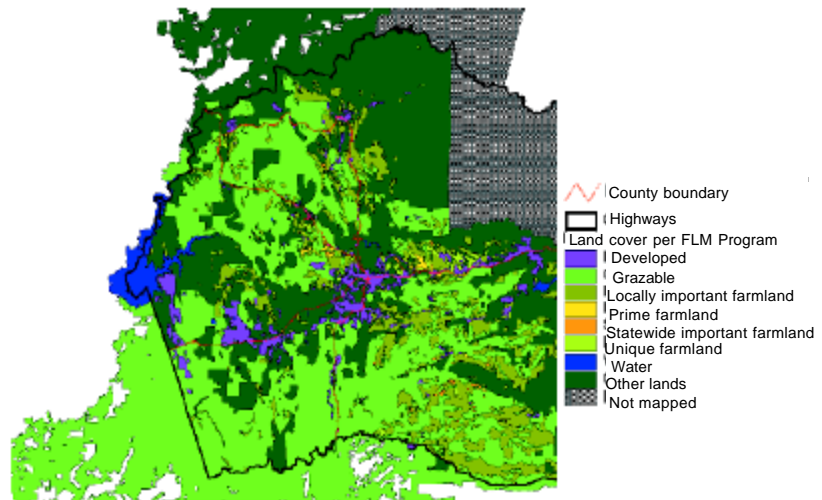 County boundary
Highways
Land cover per FLM Program
Developed
Grazable
Locally important farmland
Prime farmland
Statewide important farmland
Unique farmland
Water
Other lands
Not mapped